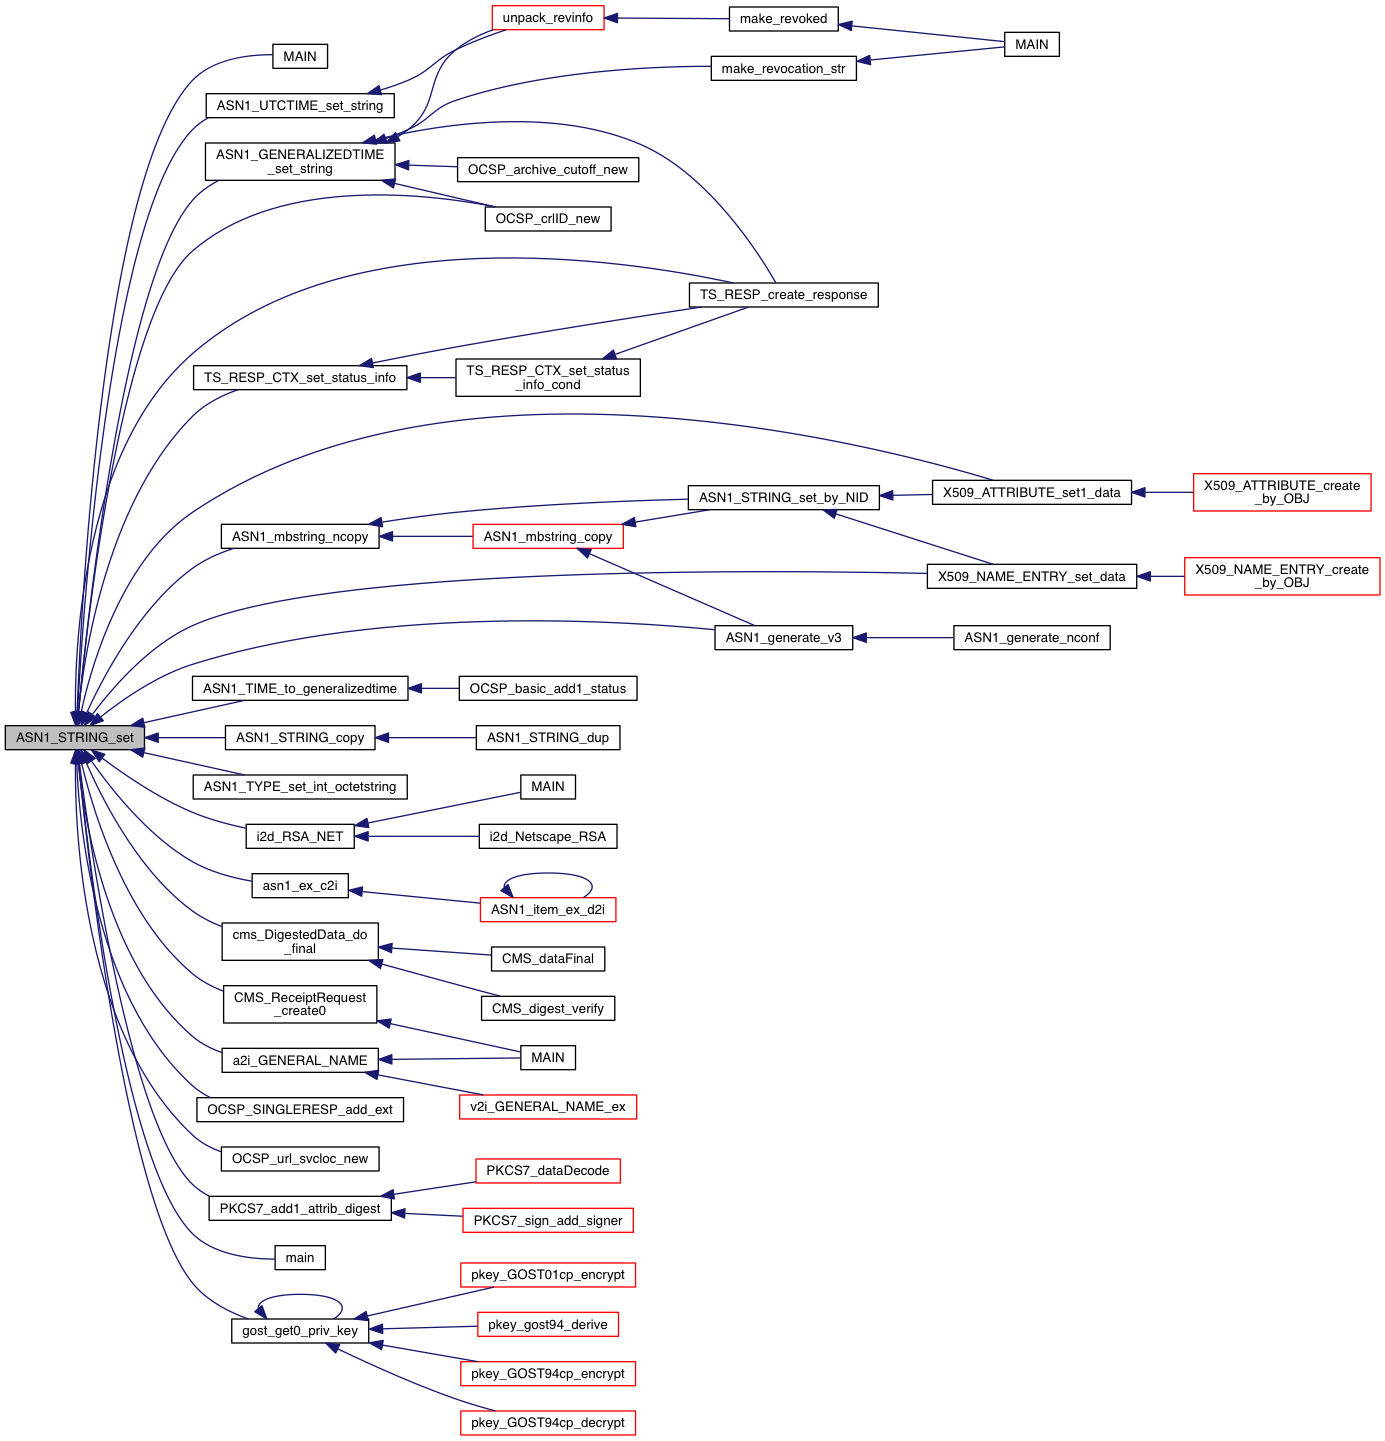 unpack_revinfo
make_revoked
MAIN
MAIN
make_revocation_str
ASN1_UTCTIME_set_string
ASN1_GENERALIZEDTIME
_set_string
OCSP_archive_cutoff_new
OCSP_crlID_new
TS_RESP_create_response
TS_RESP_CTX_set_status_info
TS_RESP_CTX_set_status
_info_cond
ASN1_STRING_set_by_NID
X509_ATTRIBUTE_set1_data
X509_ATTRIBUTE_create
_by_OBJ
ASN1_mbstring_ncopy
ASN1_mbstring_copy
X509_NAME_ENTRY_set_data
X509_NAME_ENTRY_create
_by_OBJ
ASN1_generate_v3
ASN1_generate_nconf
ASN1_TIME_to_generalizedtime
OCSP_basic_add1_status
ASN1_STRING_set
ASN1_STRING_copy
ASN1_STRING_dup
ASN1_TYPE_set_int_octetstring
MAIN
i2d_RSA_NET
i2d_Netscape_RSA
asn1_ex_c2i
ASN1_item_ex_d2i
cms_DigestedData_do
_final
CMS_dataFinal
CMS_ReceiptRequest
_create0
CMS_digest_verify
a2i_GENERAL_NAME
MAIN
OCSP_SINGLERESP_add_ext
v2i_GENERAL_NAME_ex
OCSP_url_svcloc_new
PKCS7_dataDecode
PKCS7_add1_attrib_digest
PKCS7_sign_add_signer
main
pkey_GOST01cp_encrypt
gost_get0_priv_key
pkey_gost94_derive
pkey_GOST94cp_encrypt
pkey_GOST94cp_decrypt